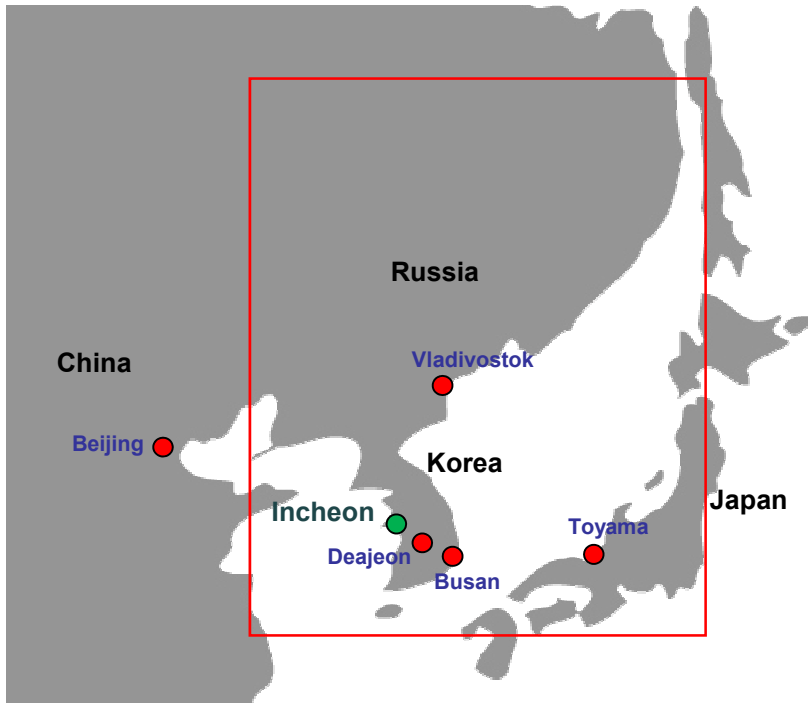 Russia
China
Vladivostok
Beijing
Korea
Japan
Incheon
Toyama
Deajeon
Busan